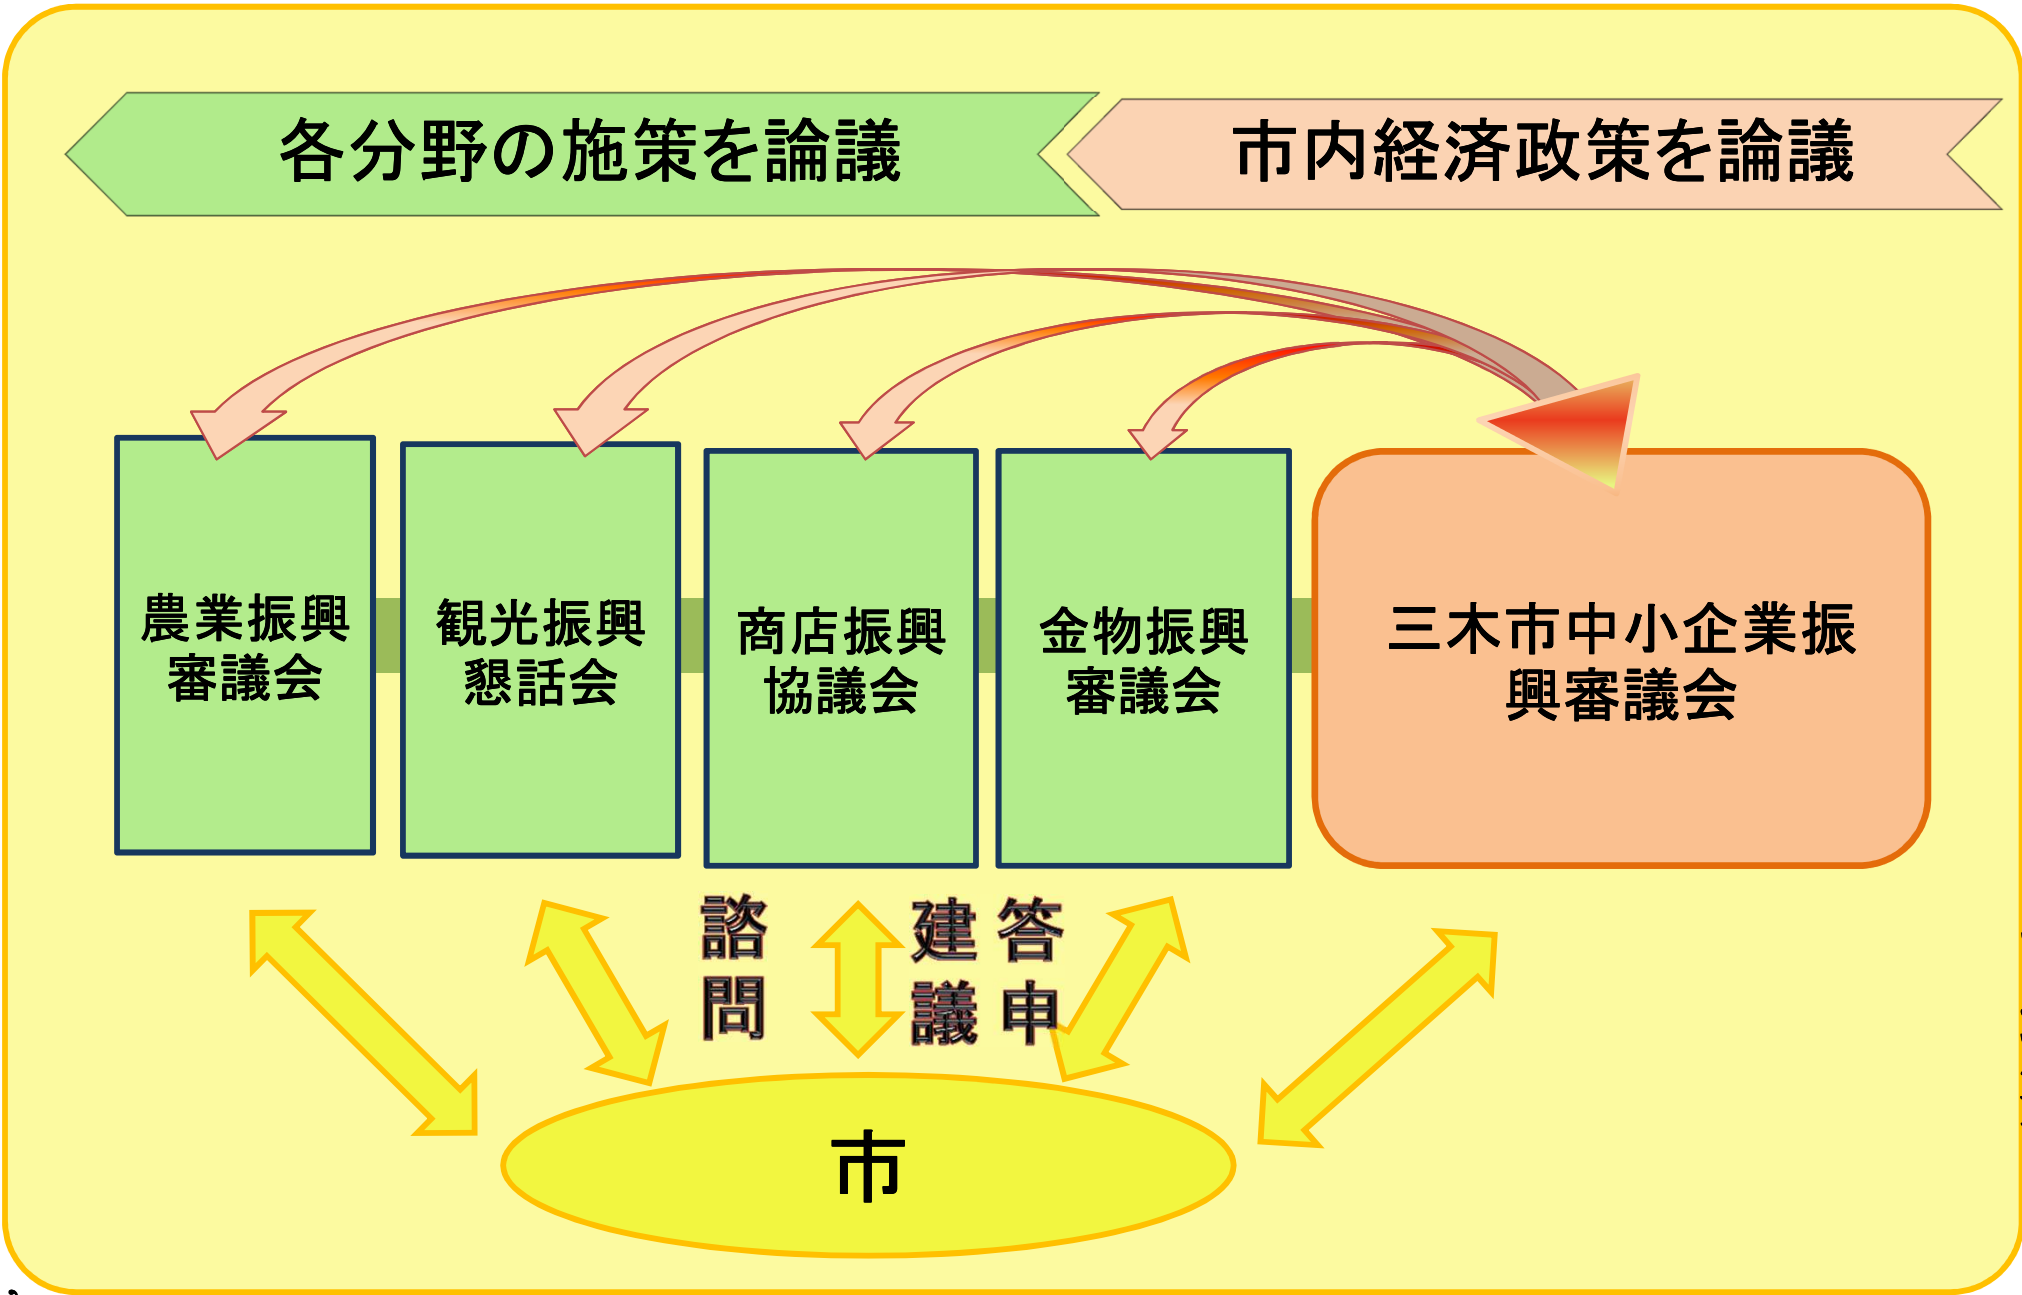 各分野の施策を論議
市内経済政策を論議
農業振興
審議会
観光振興
懇話会
商店振興
協議会
金物振興
審議会
三木市中小企業振
興審議会
諮問
建議
答申
市